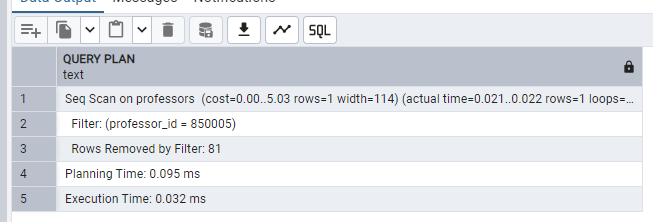 Data Output Messages Notifications
SQL
QUERY PLAN
text
1 Seq Scan on professors (cost=0.00..5.03 rows=1 width=114) (actual time=0.021..0.022 rows=1 loops=...
2 Filter: (professor_id = 850005)
3 Rows Removed by Filter: 81
4 Planning Time: 0.095 ms
5 Execution Time: 0.032 ms